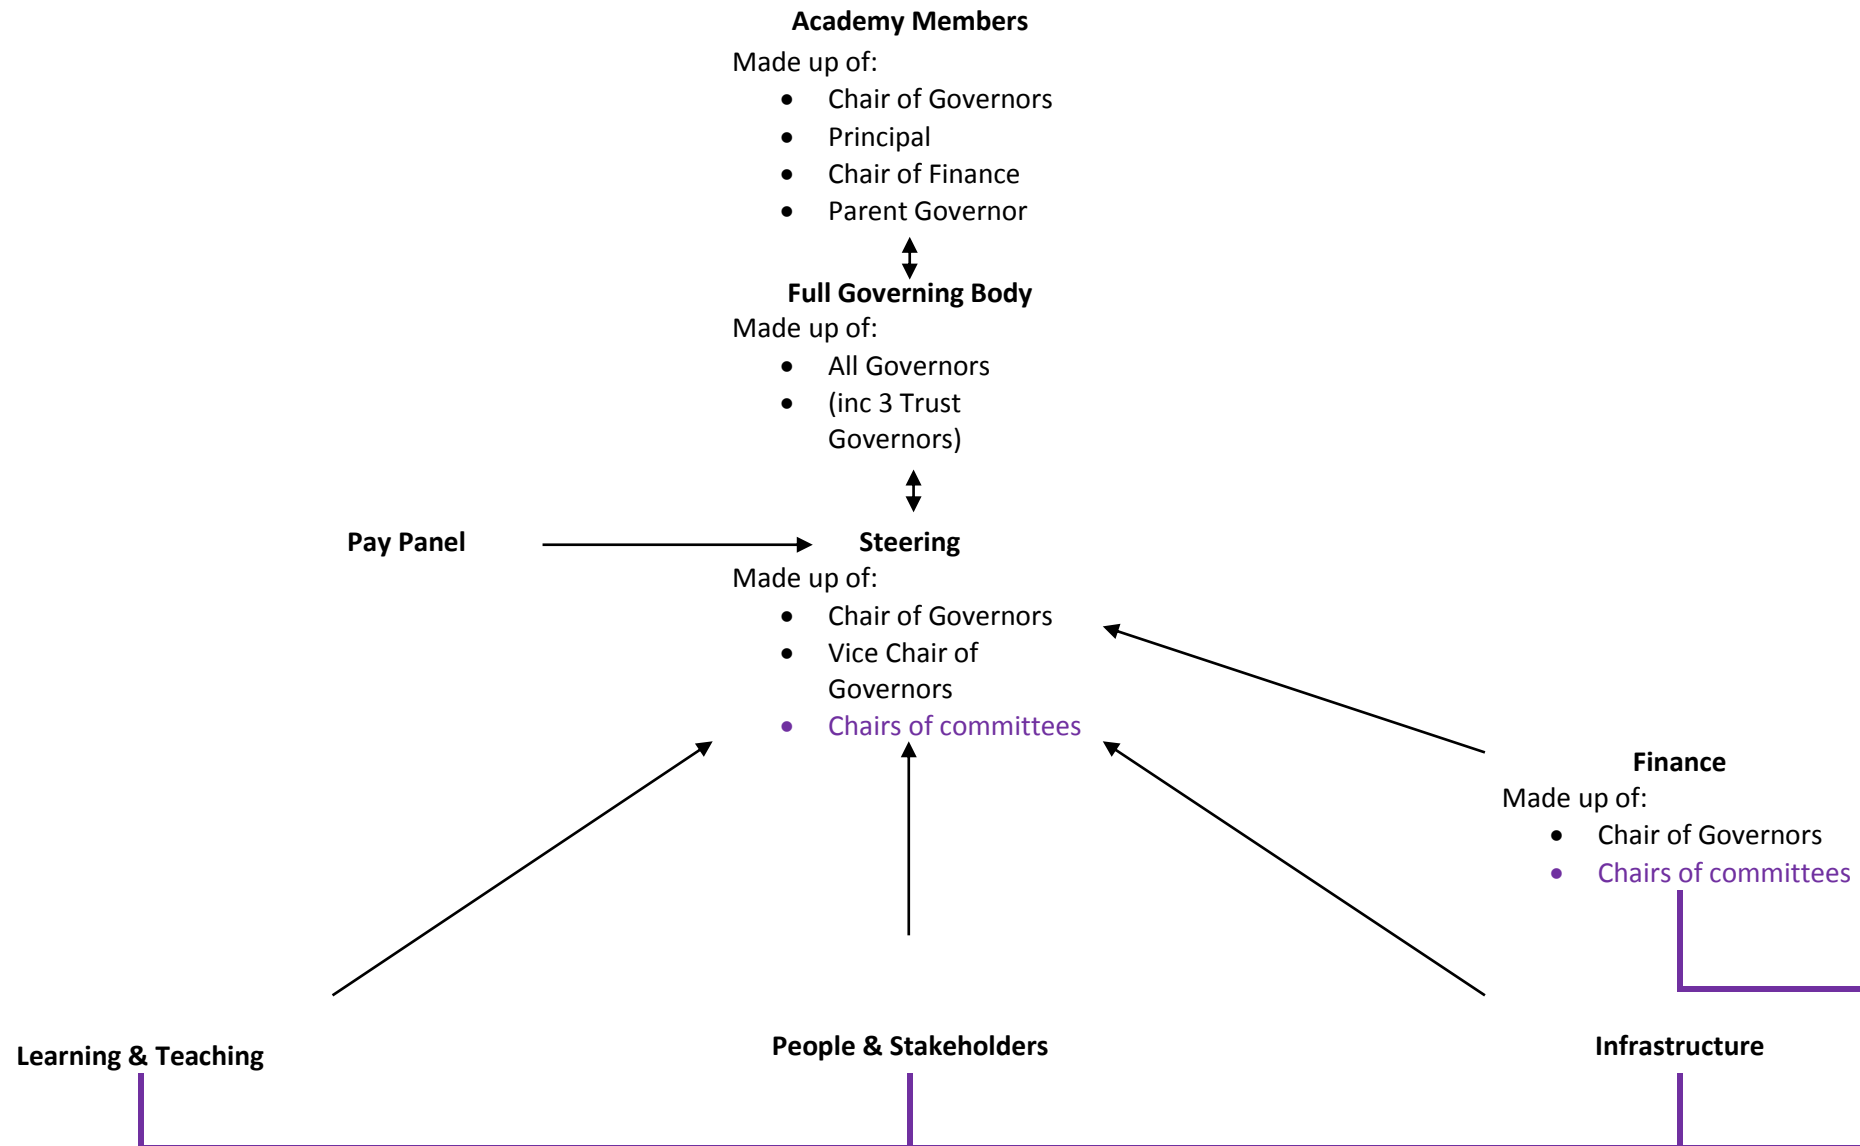 Academy Members
Made up of:
• Chair of Governors
• Principal
• Chair of Finance
• Parent Governor
Full Governing Body
Made up of:
• All Governors
• (inc 3 Trust
Governors)
Pay Panel
Steering
Made up of:
• Chair of Governors
• Vice Chair of
Governors
• Chairs of committees
Finance
Made up of:
• Chair of Governors
• Chairs of committees
Learning & Teaching
People & Stakeholders
Infrastructure